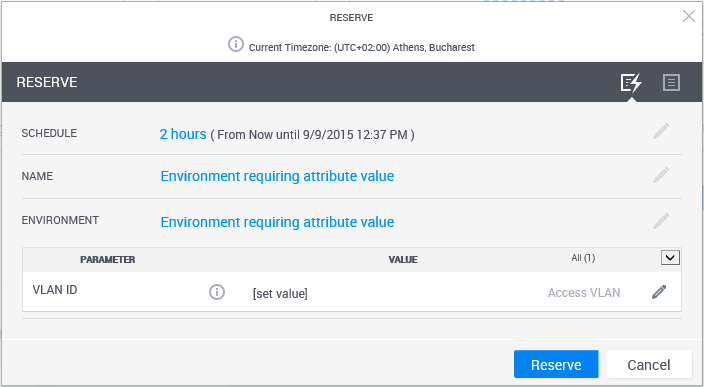 RESERVE
Current Timezone: (UTC+02:00) Athens, Bucharest
RESERVE
SCHEDULE 2 hours ( From Now until 9/9/2015 12:37 PM )
NAME Environment requiring attribute value
ENVIRONMENT Environment requiring attribute value
PARAMETER VALUE All (1)
VLAN ID [set value] Access VLAN
Reserve Cancel